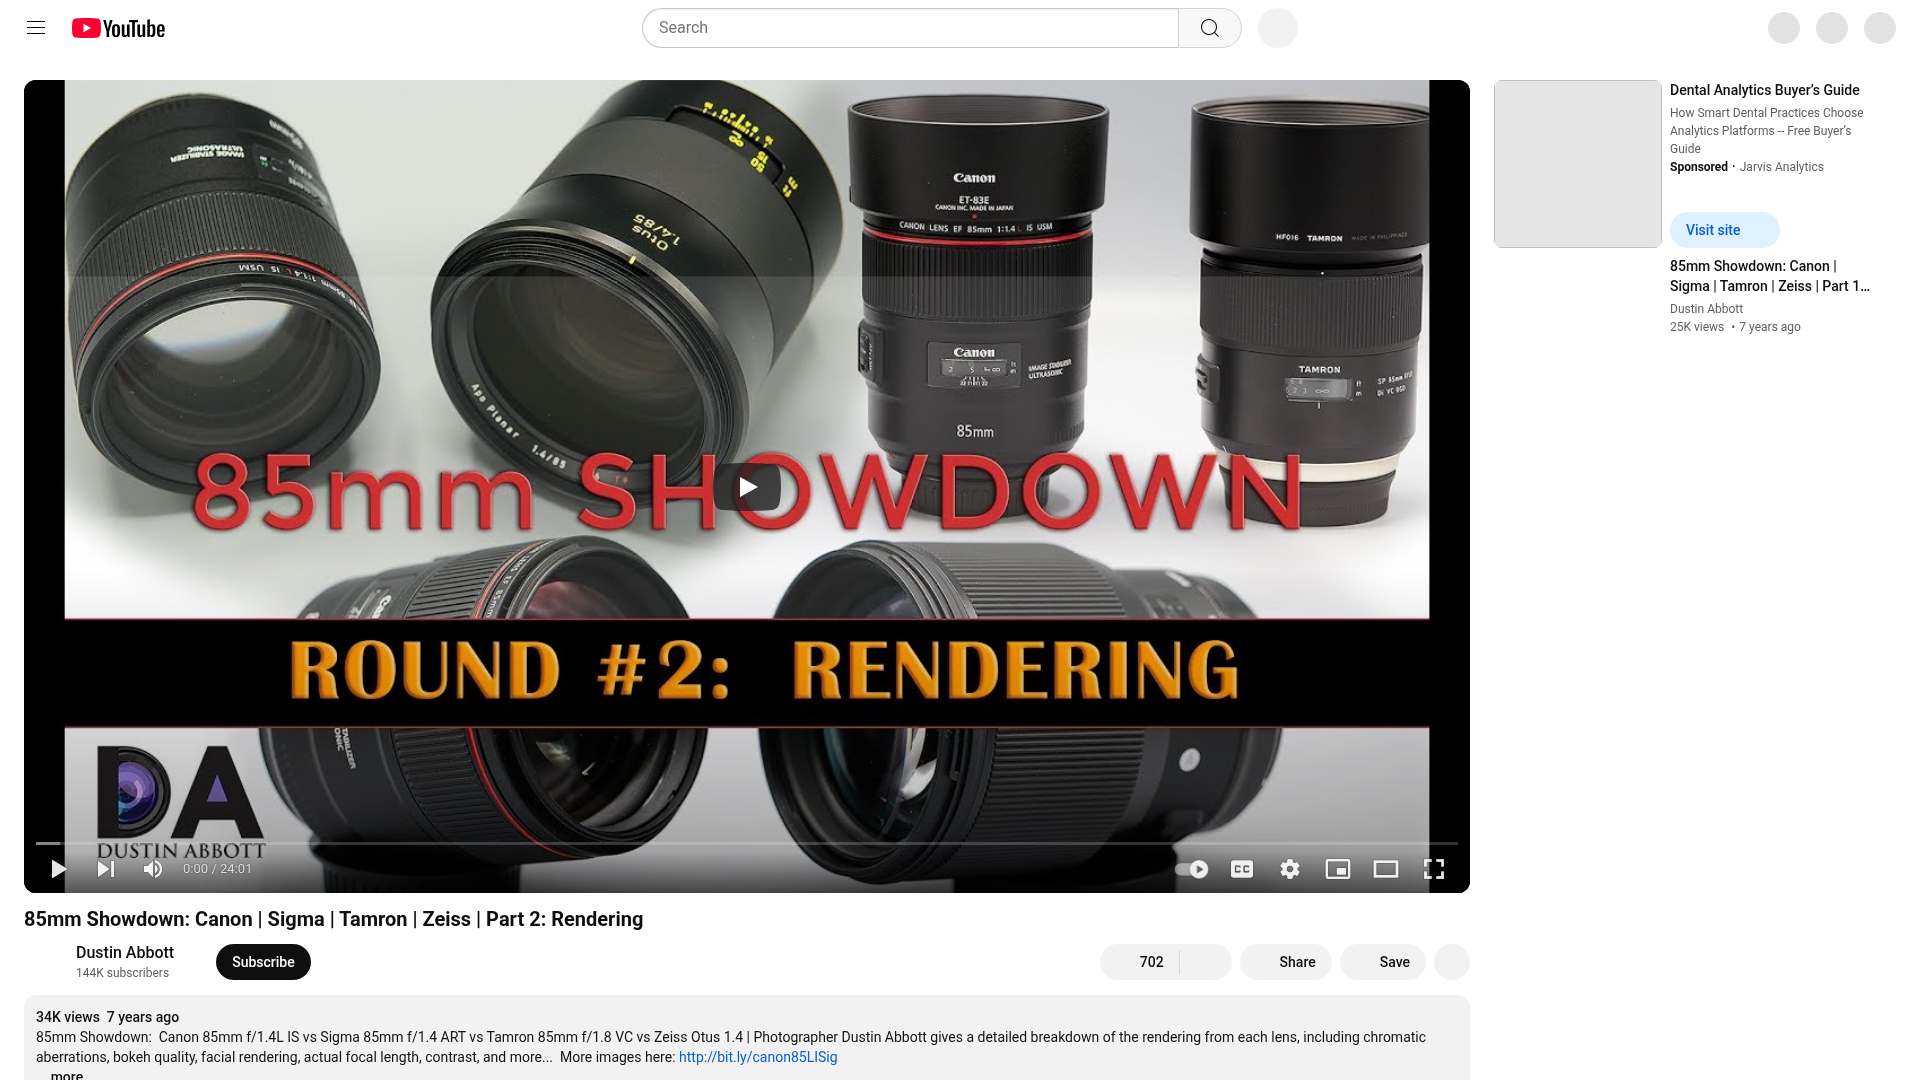 YouTube
Search
ULTRASONIC
IMAGE STABILIZER
1:1.4 L IS USM
Otus
1.4/85
Apo Planar 1.4/85
Canon
ET-83E
CANON INC. MADE IN JAPAN
CANON LENS EF 85mm 1:1.4 L IS USM
Canon
IMAGE STABILIZER
ULTRASONIC
85mm
HF016 TAMRON MADE IN PHILIPPINES
TAMRON
SP 85mm F/1.8
Di VC USD
85mm SHOWDOWN
ROUND #2: RENDERING
DA
DUSTIN ABBOTT
0:00 / 24:01
CC
85mm Showdown: Canon | Sigma | Tamron | Zeiss | Part 2: Rendering
Dustin Abbott
144K subscribers
Subscribe
702
Share
Save
34K views 7 years ago
85mm Showdown: Canon 85mm f/1.4L IS vs Sigma 85mm f/1.4 ART vs Tamron 85mm f/1.8 VC vs Zeiss Otus 1.4 | Photographer Dustin Abbott gives a detailed breakdown of the rendering from each lens, including chromatic
aberrations, bokeh quality, facial rendering, actual focal length, contrast, and more... More images here: http://bit.ly/canon85LISig
...more
Dental Analytics Buyer's Guide
How Smart Dental Practices Choose
Analytics Platforms -- Free Buyer's
Guide
Sponsored · Jarvis Analytics
Visit site
85mm Showdown: Canon |
Sigma | Tamron | Zeiss | Part 1...
Dustin Abbott
25K views • 7 years ago